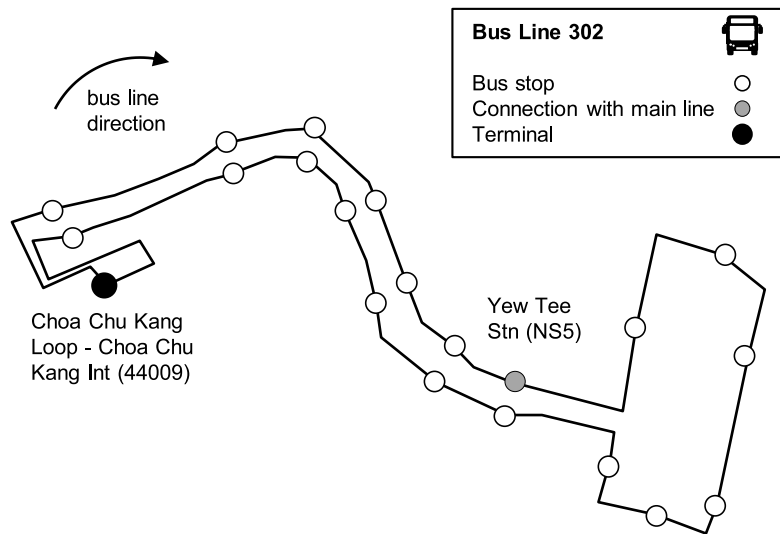 Bus Line 302
Bus stop
Connection with main line
Terminal
bus line
direction
Yew Tee
Stn (NS5)
Choa Chu Kang
Loop - Choa Chu
Kang Int (44009)